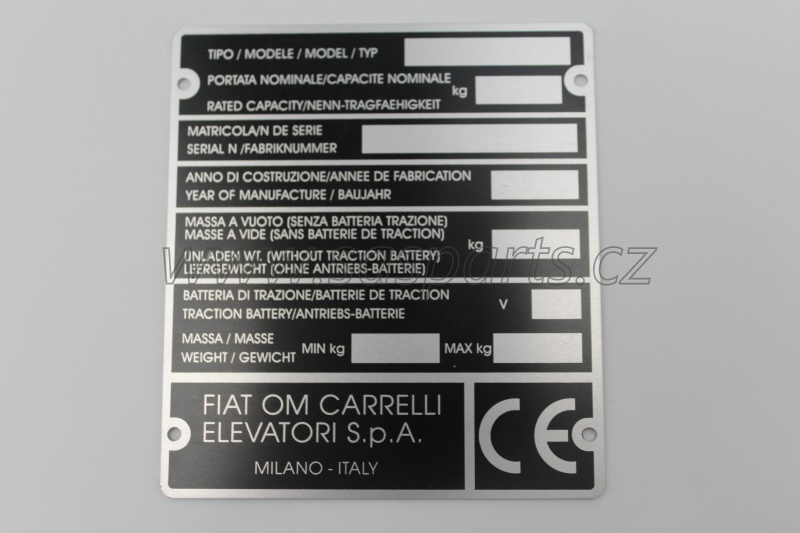 TIPO / MODELE / MODEL / TYP
PORTATA NOMINALE/CAPACITE NOMINALE
kg
RATED CAPACITY/NENN-TRAGFAEHIGKEIT
MATRICOLA/N DE SERIE
SERIAL N /FABRIKNUMMER
ANNO DI COSTRUZIONE/ANNEE DE FABRICATION
YEAR OF MANUFACTURE / BAUJAHR
MASSA A VUOTO (SENZA BATTERIA TRAZIONE)
MASSE A VIDE (SANS BATTERIE DE TRACTION)
kg
UNLADEN WT. (WITHOUT TRACTION BATTERY)
LEERGEWICHT (OHNE ANTRIEBS-BATTERIE)
www.sasparts.cz
BATTERIA DI TRAZIONE/BATTERIE DE TRACTION
V
TRACTION BATTERY/ANTRIEBS-BATTERIE
MASSA / MASSE
WEIGHT / GEWICHT MIN kg MAX kg
FIAT OM CARRELLI
ELEVATORI S.p.A.
MILANO - ITALY
CE